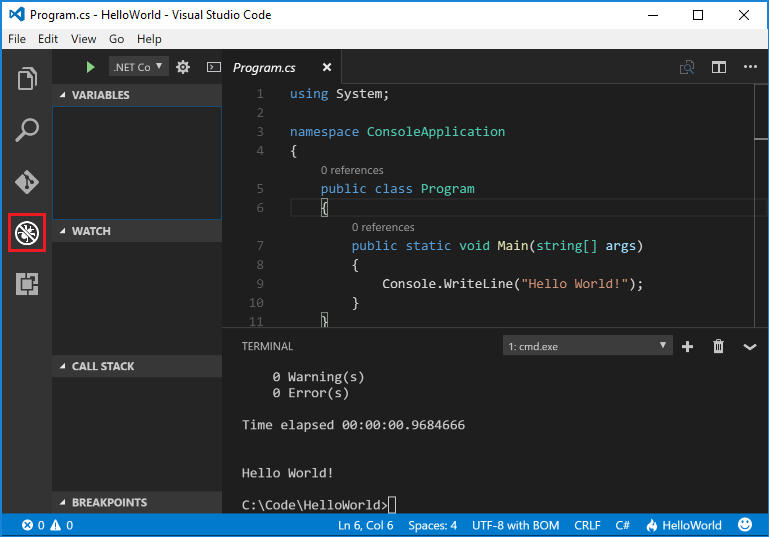 Program.cs - HelloWorld - Visual Studio Code
File Edit View Go Help
.NET Co
Program.cs
VARIABLES
WATCH
CALL STACK
BREAKPOINTS
1 using System;
2
3 namespace ConsoleApplication
4 {
0 references
5 public class Program
6 {
0 references
7 public static void Main(string[] args)
8 {
9 Console.WriteLine("Hello World!");
10 }
11 }
TERMINAL 1: cmd.exe
0 Warning(s)
0 Error(s)
Time elapsed 00:00:00.9684666
Hello World!
C:\Code\HelloWorld>
0 0 Ln 6, Col 6 Spaces: 4 UTF-8 with BOM CRLF C# HelloWorld